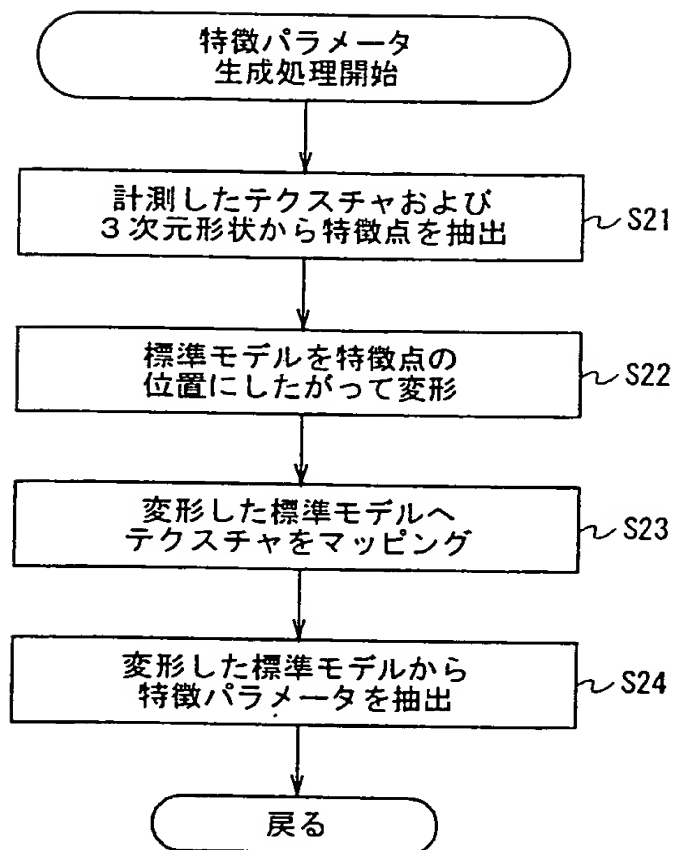 特徴パラメータ
生成処理開始
計測したテクスチャおよび
３次元形状から特徴点を抽出
S21
標準モデルを特徴点の
位置にしたがって変形
S22
変形した標準モデルへ
テクスチャをマッピング
S23
変形した標準モデルから
特徴パラメータを抽出
S24
戻る